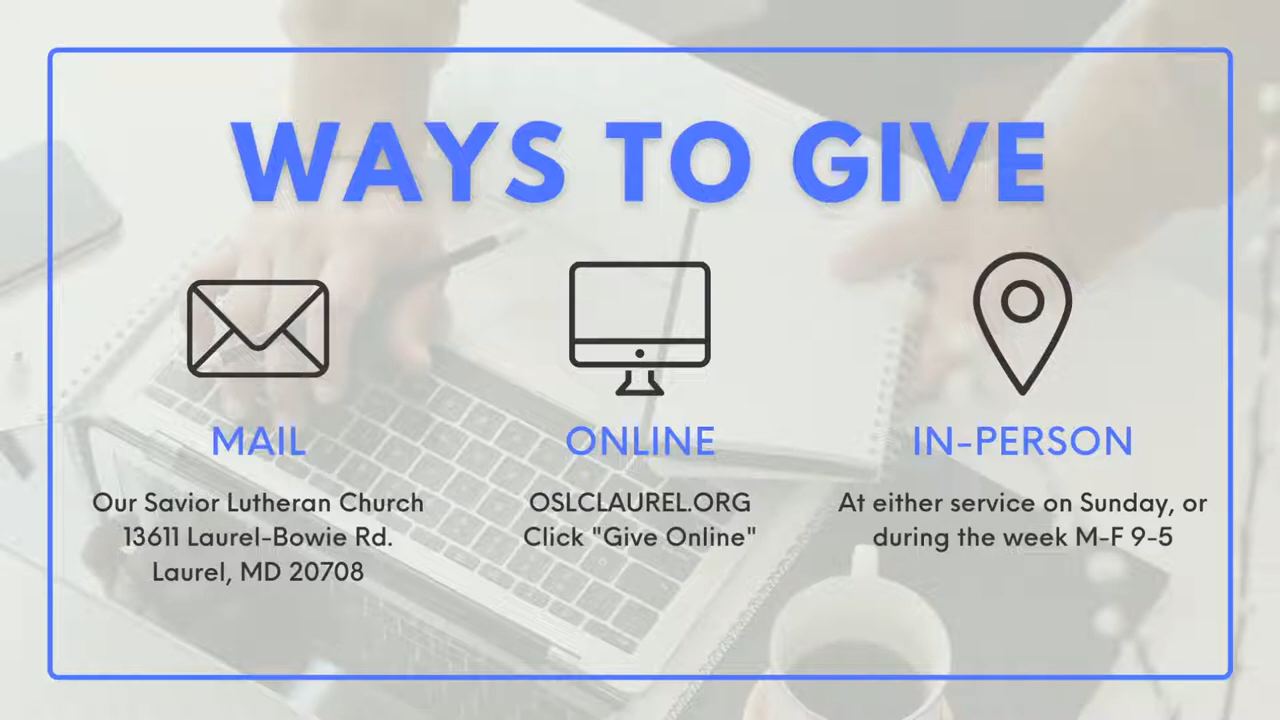 WAYS TO GIVE
MAIL
Our Savior Lutheran Church
13611 Laurel-Bowie Rd.
Laurel, MD 20708
ONLINE
OSLCLAUREL.ORG
Click "Give Online"
IN-PERSON
At either service on Sunday, or
during the week M-F 9-5